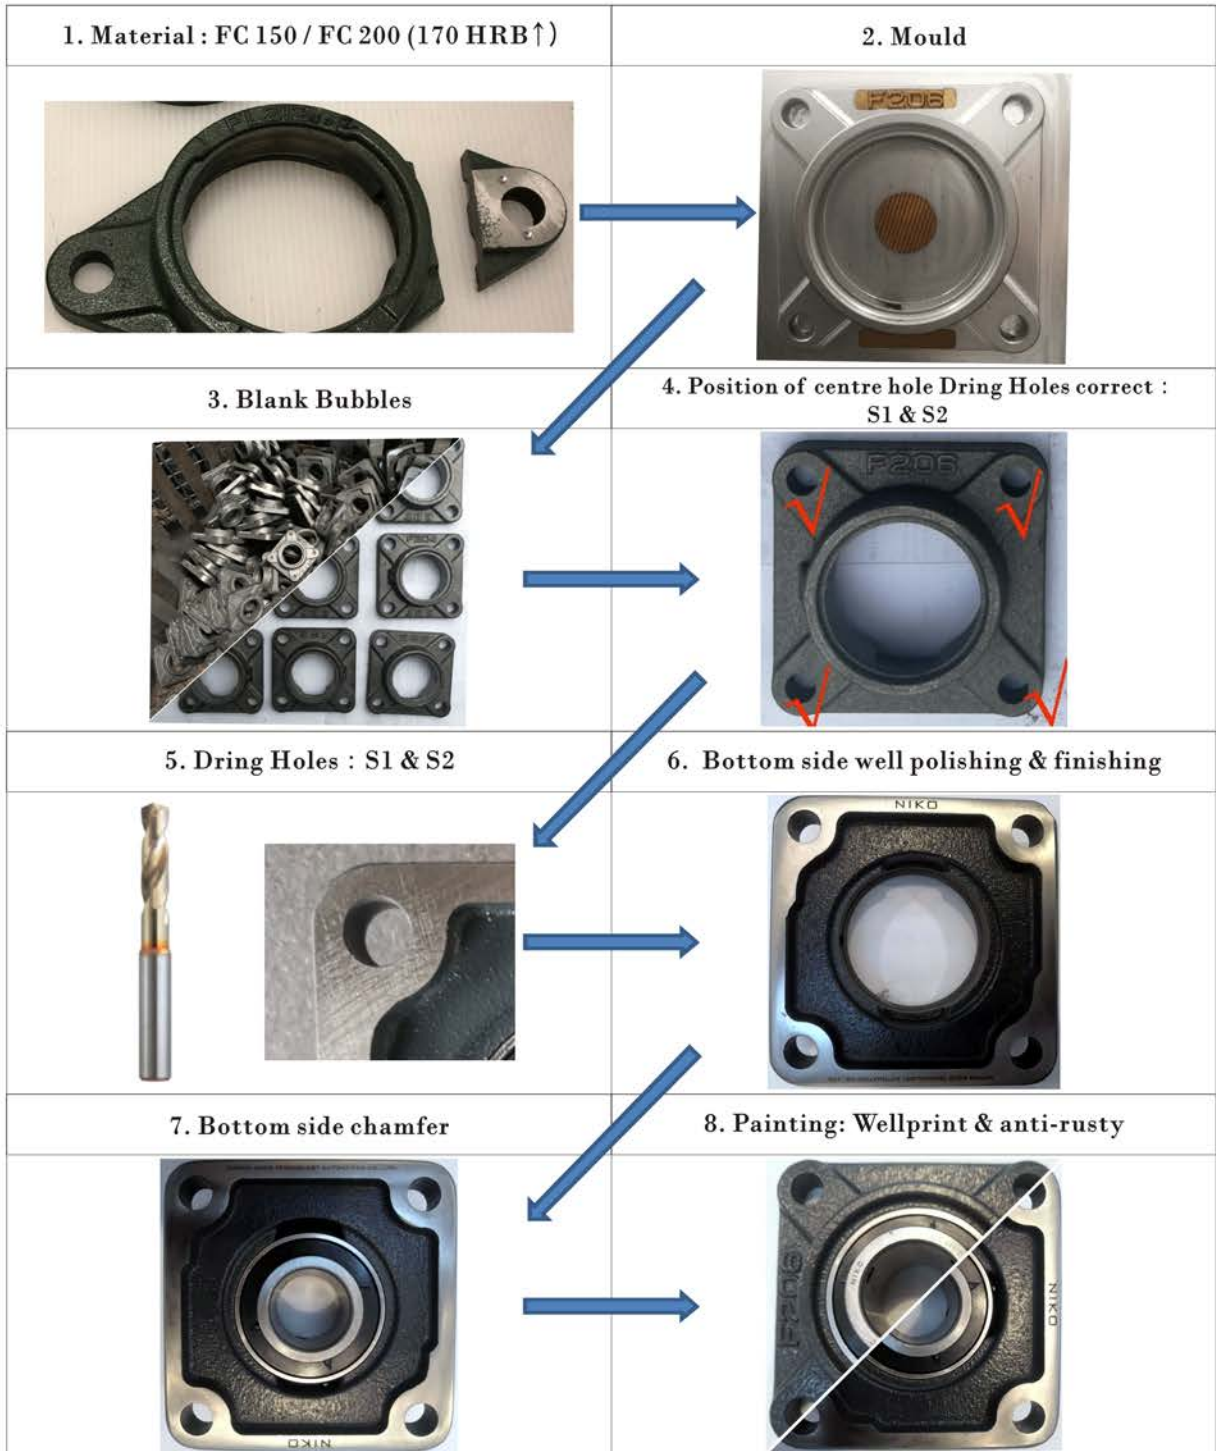 1. Material : FC 150 / FC 200 (170 HRB↑)
2. Mould
F206
3. Blank Bubbles
4. Position of centre hole Dring Holes correct :
S1 & S2
F206
5. Dring Holes : S1 & S2
6. Bottom side well polishing & finishing
NIKO
7. Bottom side chamfer
8. Painting: Wellprint & anti-rusty
F206
NIKO
NIKO